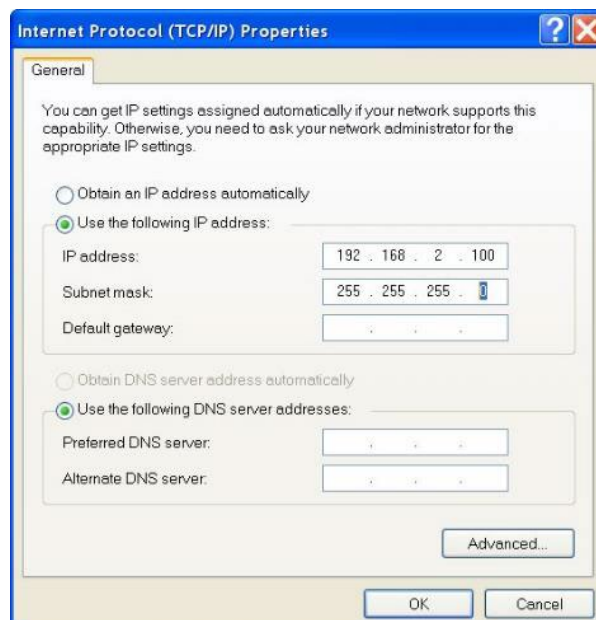 Internet Protocol (TCP/IP) Properties
General
You can get IP settings assigned automatically if your network supports this
capability. Otherwise, you need to ask your network administrator for the
appropriate IP settings.
Obtain an IP address automatically
Use the following IP address:
IP address: 192 . 168 . 2 . 100
Subnet mask: 255 . 255 . 255 . 0
Default gateway: . . .
Obtain DNS server address automatically
Use the following DNS server addresses:
Preferred DNS server: . . .
Alternate DNS server: . . .
Advanced...
OK Cancel